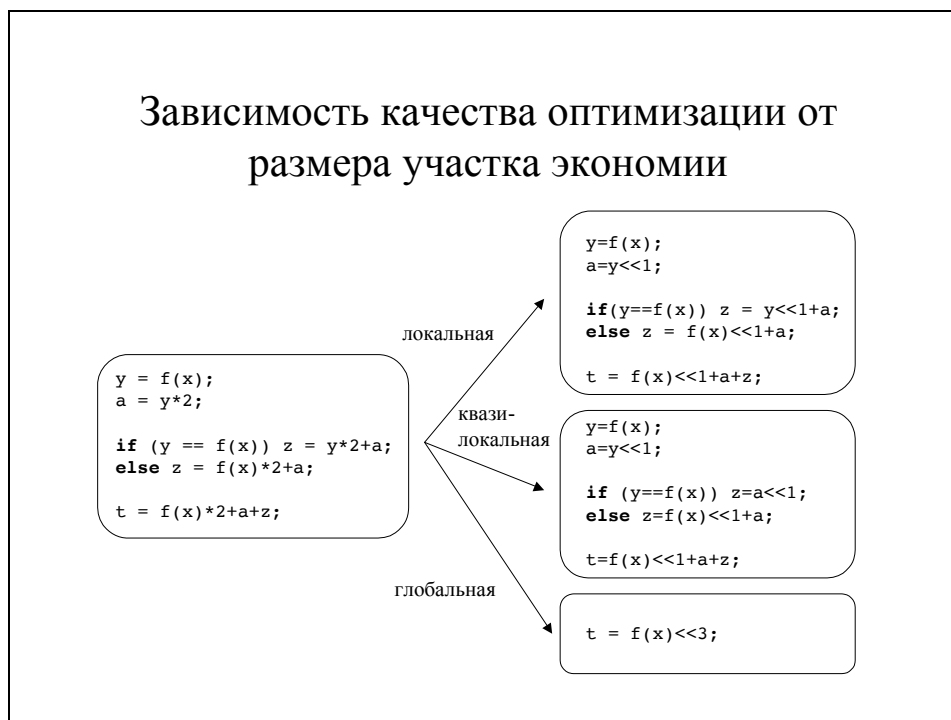 Зависимость качества оптимизации от
размера участка экономии
y = f(x);
a = y*2;
if (y == f(x)) z = y*2+a;
else z = f(x)*2+a;
t = f(x)*2+a+z;
локальная
квази-
локальная
глобальная
y=f(x);
a=y<<1;
if(y==f(x)) z = y<<1+a;
else z = f(x)<<1+a;
t = f(x)<<1+a+z;
y=f(x);
a=y<<1;
if (y==f(x)) z=a<<1;
else z=f(x)<<1+a;
t=f(x)<<1+a+z;
t = f(x)<<3;